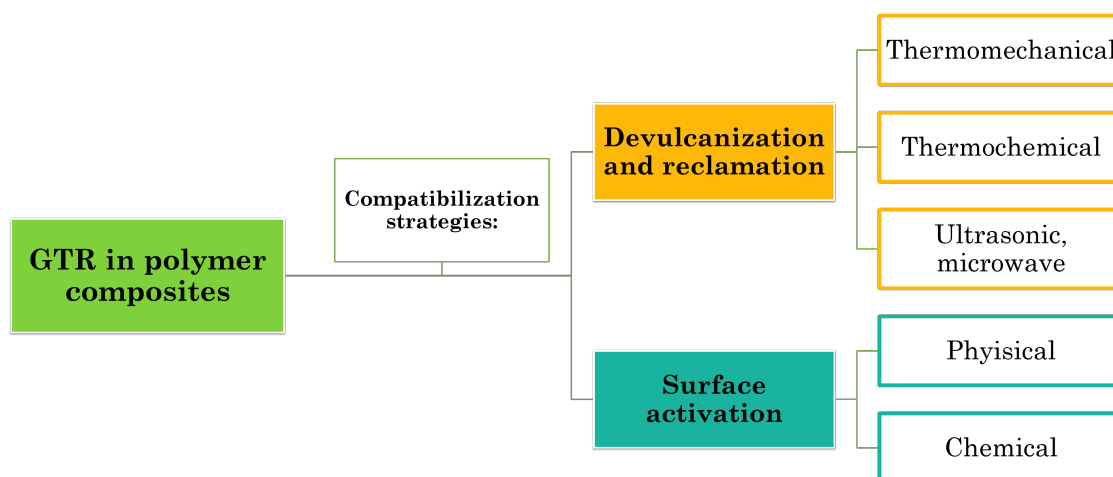 Thermomechanical
Devulcanization
and reclamation
Thermochemical
Compatibilization
strategies:
Ultrasonic,
microwave
GTR in polymer
composites
Phyisical
Surface
activation
Chemical